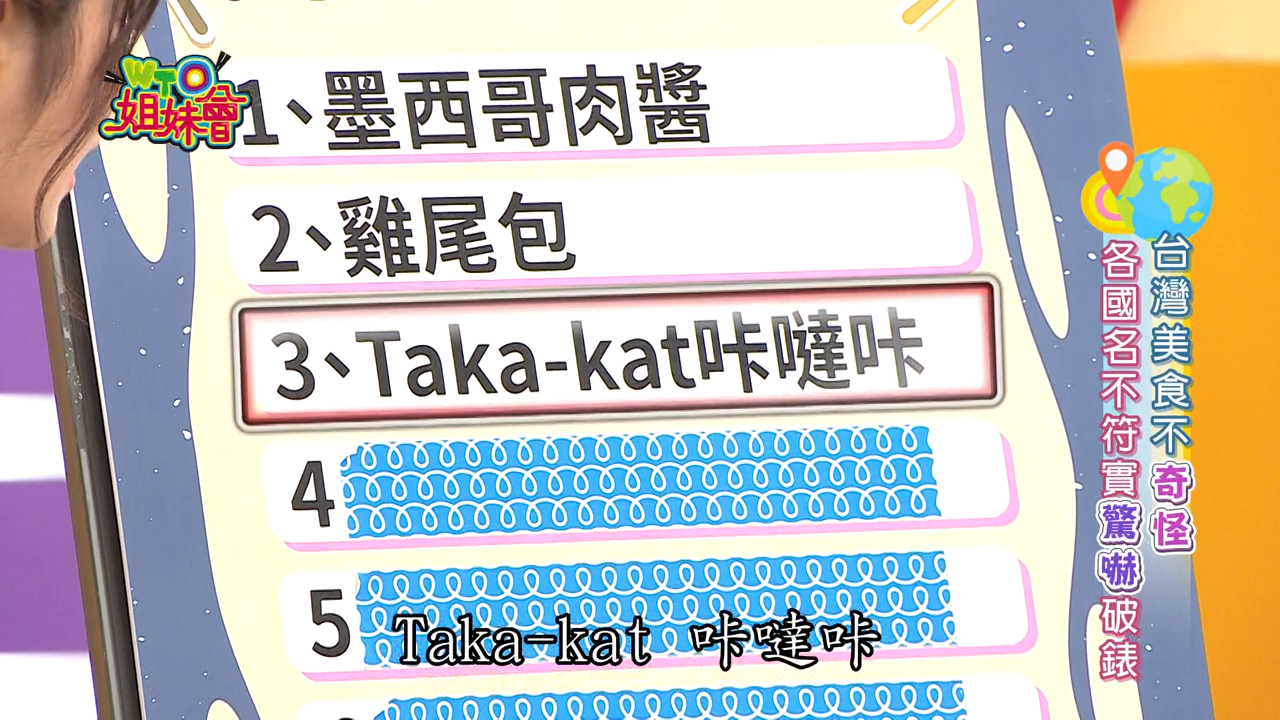 WTO
姐妹會
1、墨西哥肉醬
2、雞尾包
3、Taka-kat咔噠咔
4
5
Taka-kat 咔噠咔
台灣美食不奇怪
各國名不符實驚嚇破錶